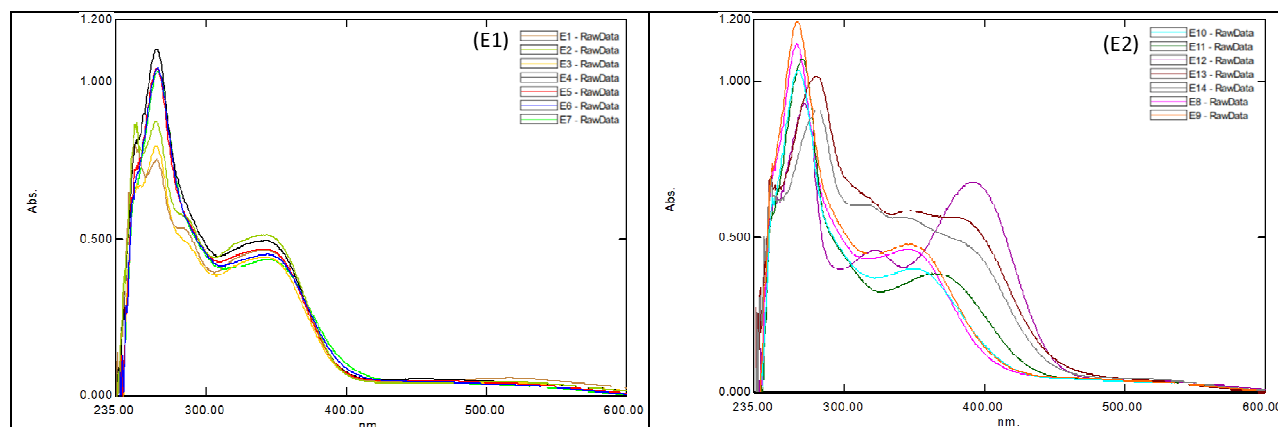 1.200
1.000
0.500
0.000
235.00
300.00
400.00
500.00
600.00
Abs.
nm.
(E1)
E1 - RawData
E2 - RawData
E3 - RawData
E4 - RawData
E5 - RawData
E6 - RawData
E7 - RawData
1.200
1.000
0.500
0.000
235.00
300.00
400.00
500.00
600.00
Abs.
nm.
(E2)
E10 - RawData
E11 - RawData
E12 - RawData
E13 - RawData
E14 - RawData
E8 - RawData
E9 - RawData